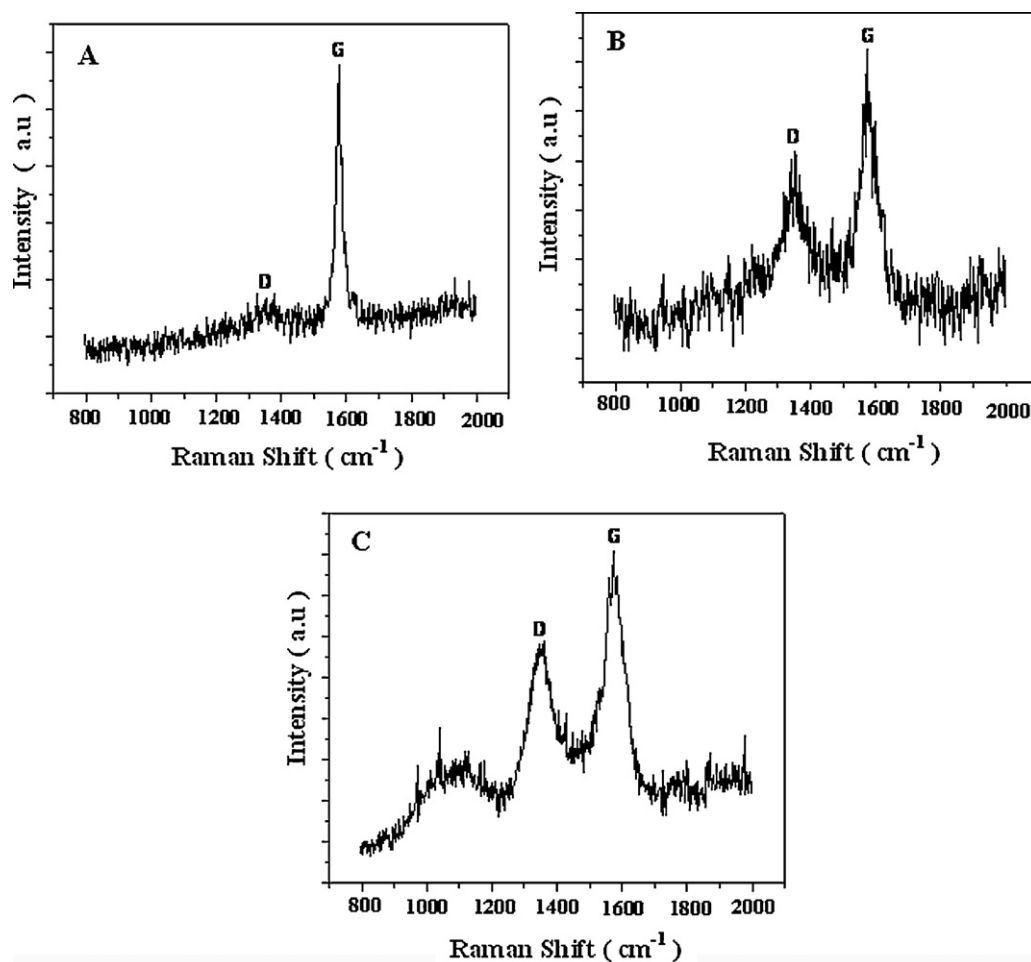 A
G
D
Intensity ( a.u)
800 1000 1200 1400 1600 1800 2000
Raman Shift ( cm-1 )
B
G
D
Intensity ( a.u )
800 1000 1200 1400 1600 1800 2000
Raman Shift ( cm-1 )
C
G
D
Intensity ( a.u )
800 1000 1200 1400 1600 1800 2000
Raman Shift ( cm-1 )